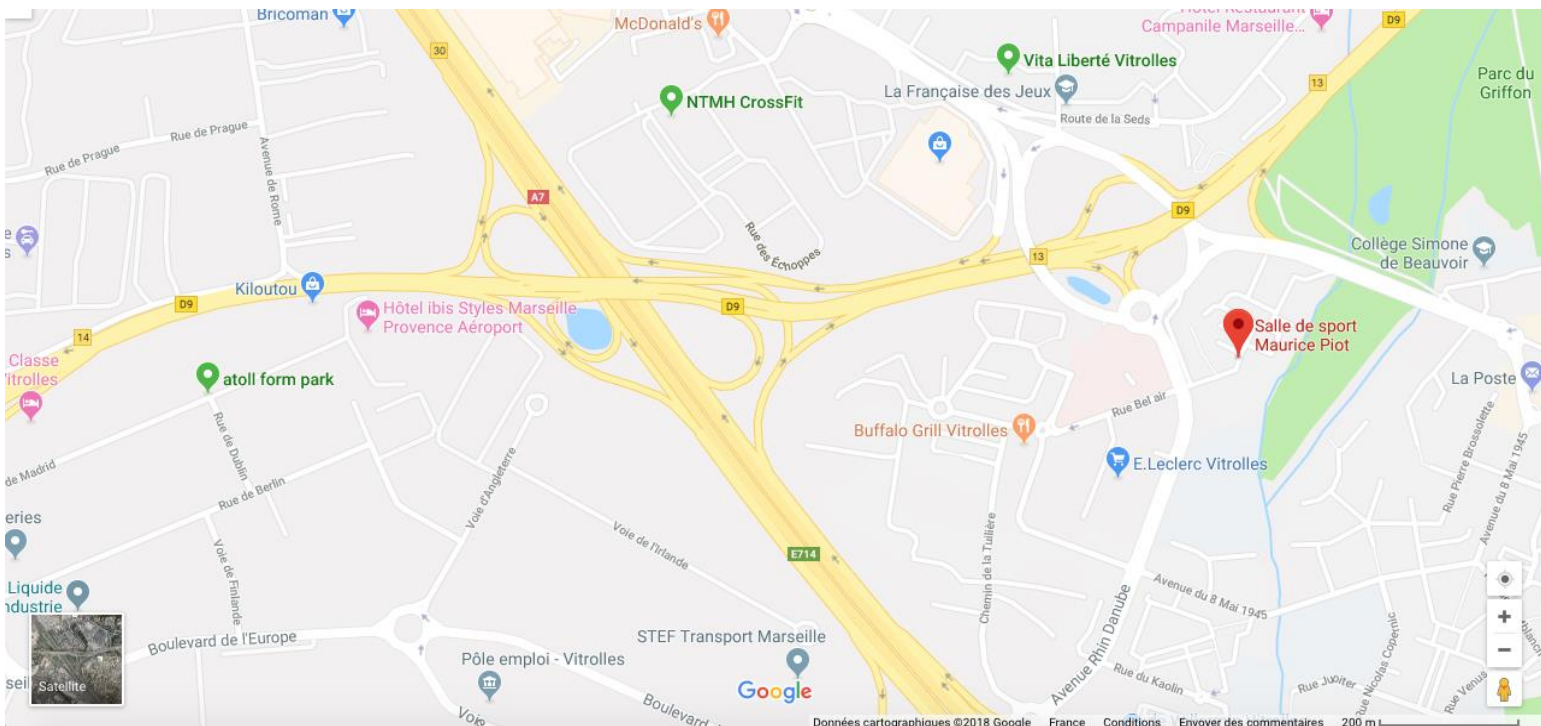 Bricoman
McDonald's
Hôtel Restaurant
Campanile Marseille...
D9
30
Vita Liberté Vitrolles
13
Parc du
Griffon
La Française des Jeux
NTMH CrossFit
Route de la Seds
Rue de Prague
Rue de Prague
Avenue de Rome
A7
D9
Rue des Échoppes
Collège Simone
de Beauvoir
13
Kiloutou
D9
Hôtel ibis Styles Marseille
Provence Aéroport
D9
14
Salle de sport
Maurice Piot
Classe
Vitrolles
atoll form park
La Poste
Rue Bel air
Rue de Dublin
Buffalo Grill Vitrolles
E.Leclerc Vitrolles
Rue Pierre Brossolette
Avenue du 8 Mai 1945
de Madrid
Rue de Berlin
Voie d'Angleterre
eries
Voie de l'Irlande
E714
Voie de Finlande
Chemin de la Tuilière
Avenue du 8 Mai 1945
Liquide
ndustrie
Avenue Rhin Danube
Boulevard de l'Europe
STEF Transport Marseille
Pôle emploi - Vitrolles
Rue du Kaolin
Rue Jupiter
Rue Nicolas Copernic
Rue Venus
sei
Satellite
Google
Voie
Boulevard de
Données cartographiques ©2018 Google France Conditions Envoyer des commentaires 200 m